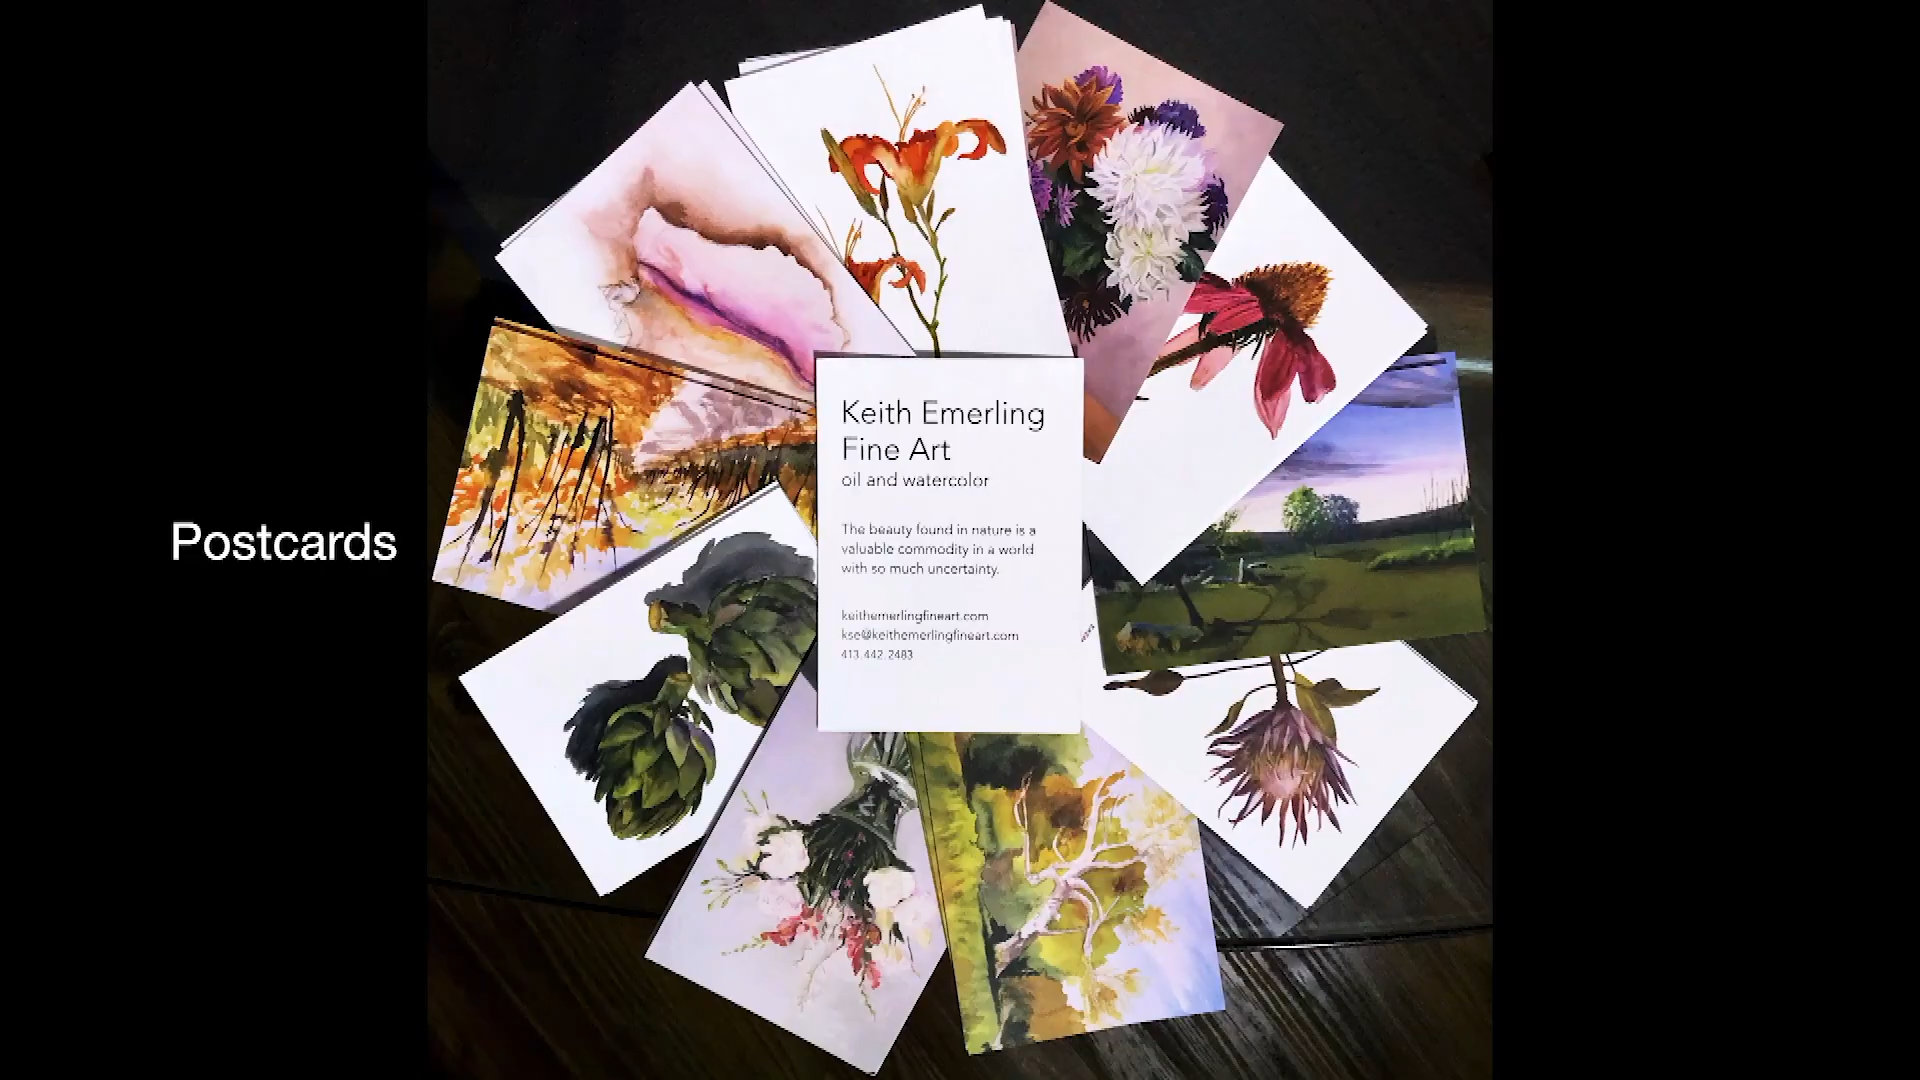 Postcards
Keith Emerling
Fine Art
oil and watercolor
The beauty found in nature is a
valuable commodity in a world
with so much uncertainty.
keithemerlingfineart.com
kse@keithemerlingfineart.com
413.442.2483